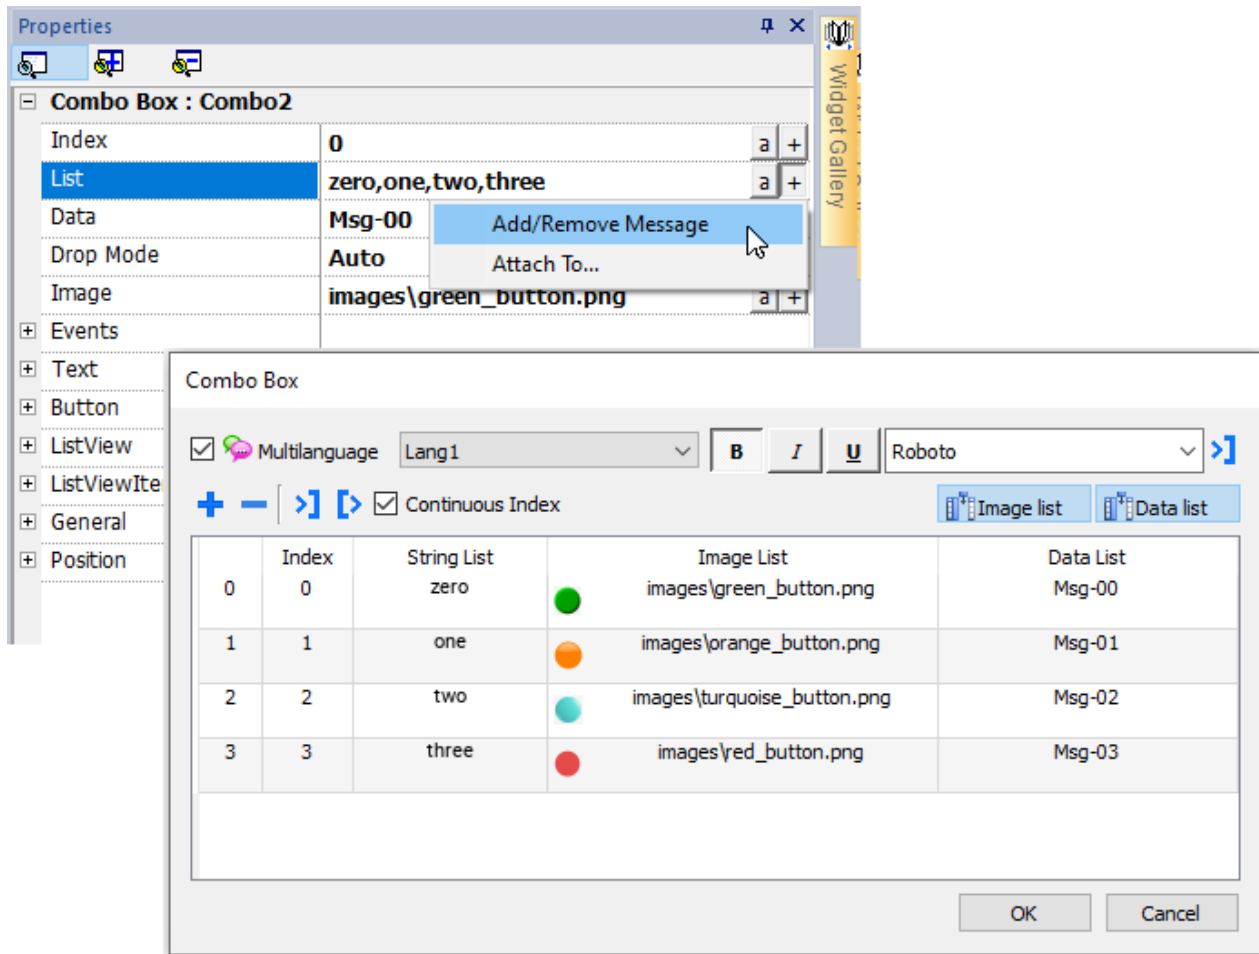 Properties
Widget Gallery
Combo Box : Combo2
Index 0 a +
List zero,one,two,three a +
Data Msg-00
Add/Remove Message
Drop Mode Auto
Attach To...
Image images\green_button.png a +
Events
Text
Button
ListView
ListViewIte
General
Position
Combo Box
Multilanguage Lang1 B I U Roboto
Continuous Index Image list Data list
Index String List Image List Data List
0 0 zero images\green_button.png Msg-00
1 1 one images\orange_button.png Msg-01
2 2 two images\turquoise_button.png Msg-02
3 3 three images\red_button.png Msg-03
OK Cancel